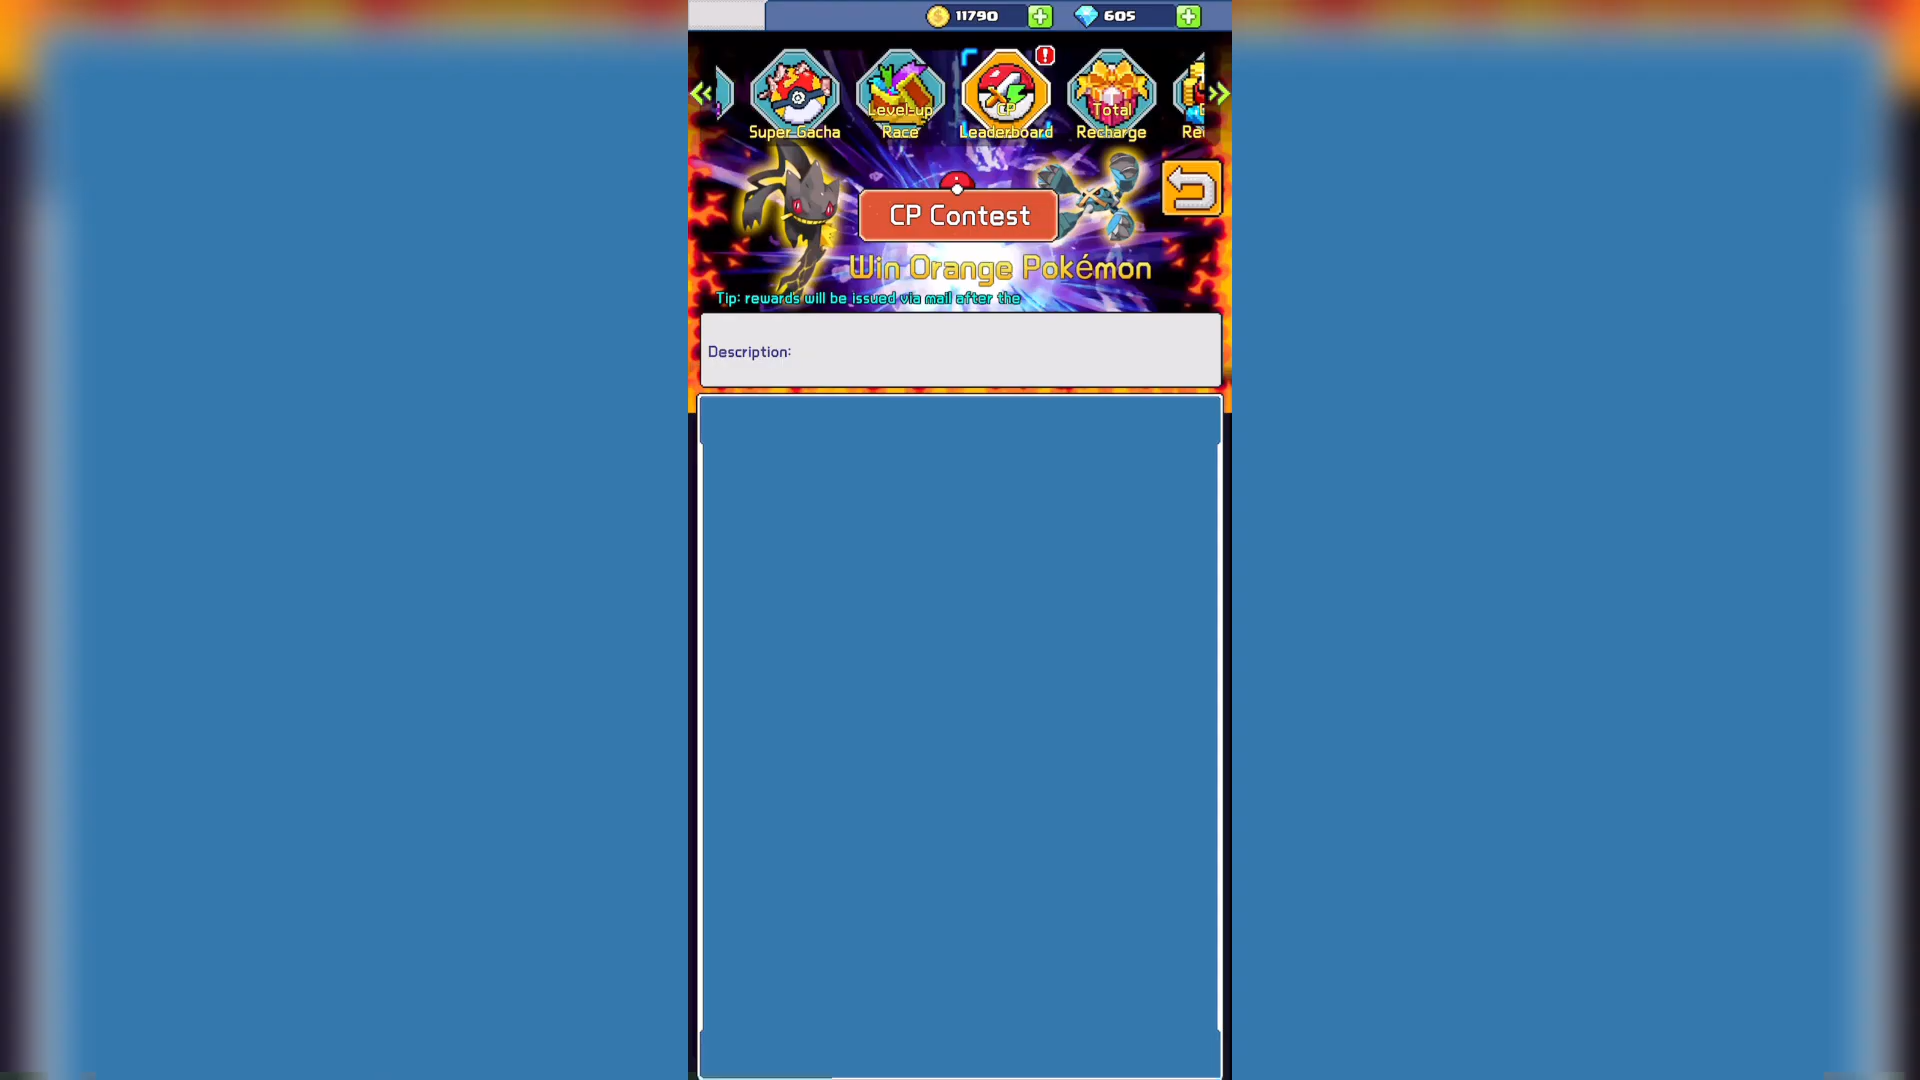 11790
605
Super Gacha
Level-up
Race
CP
Leaderboard
Total
Recharge
CP Contest
Win Orange Pokémon
Tip: rewards will be issued via mail after the
Description: